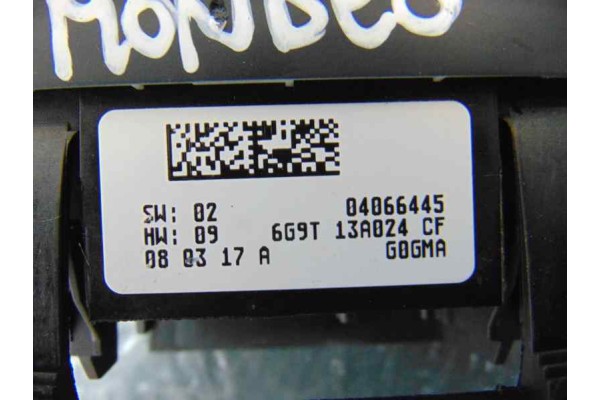 MONDEO
SW: 02 04066445
HW: 09 6G9T 13A024 CF
08 03 17 A G0GMA